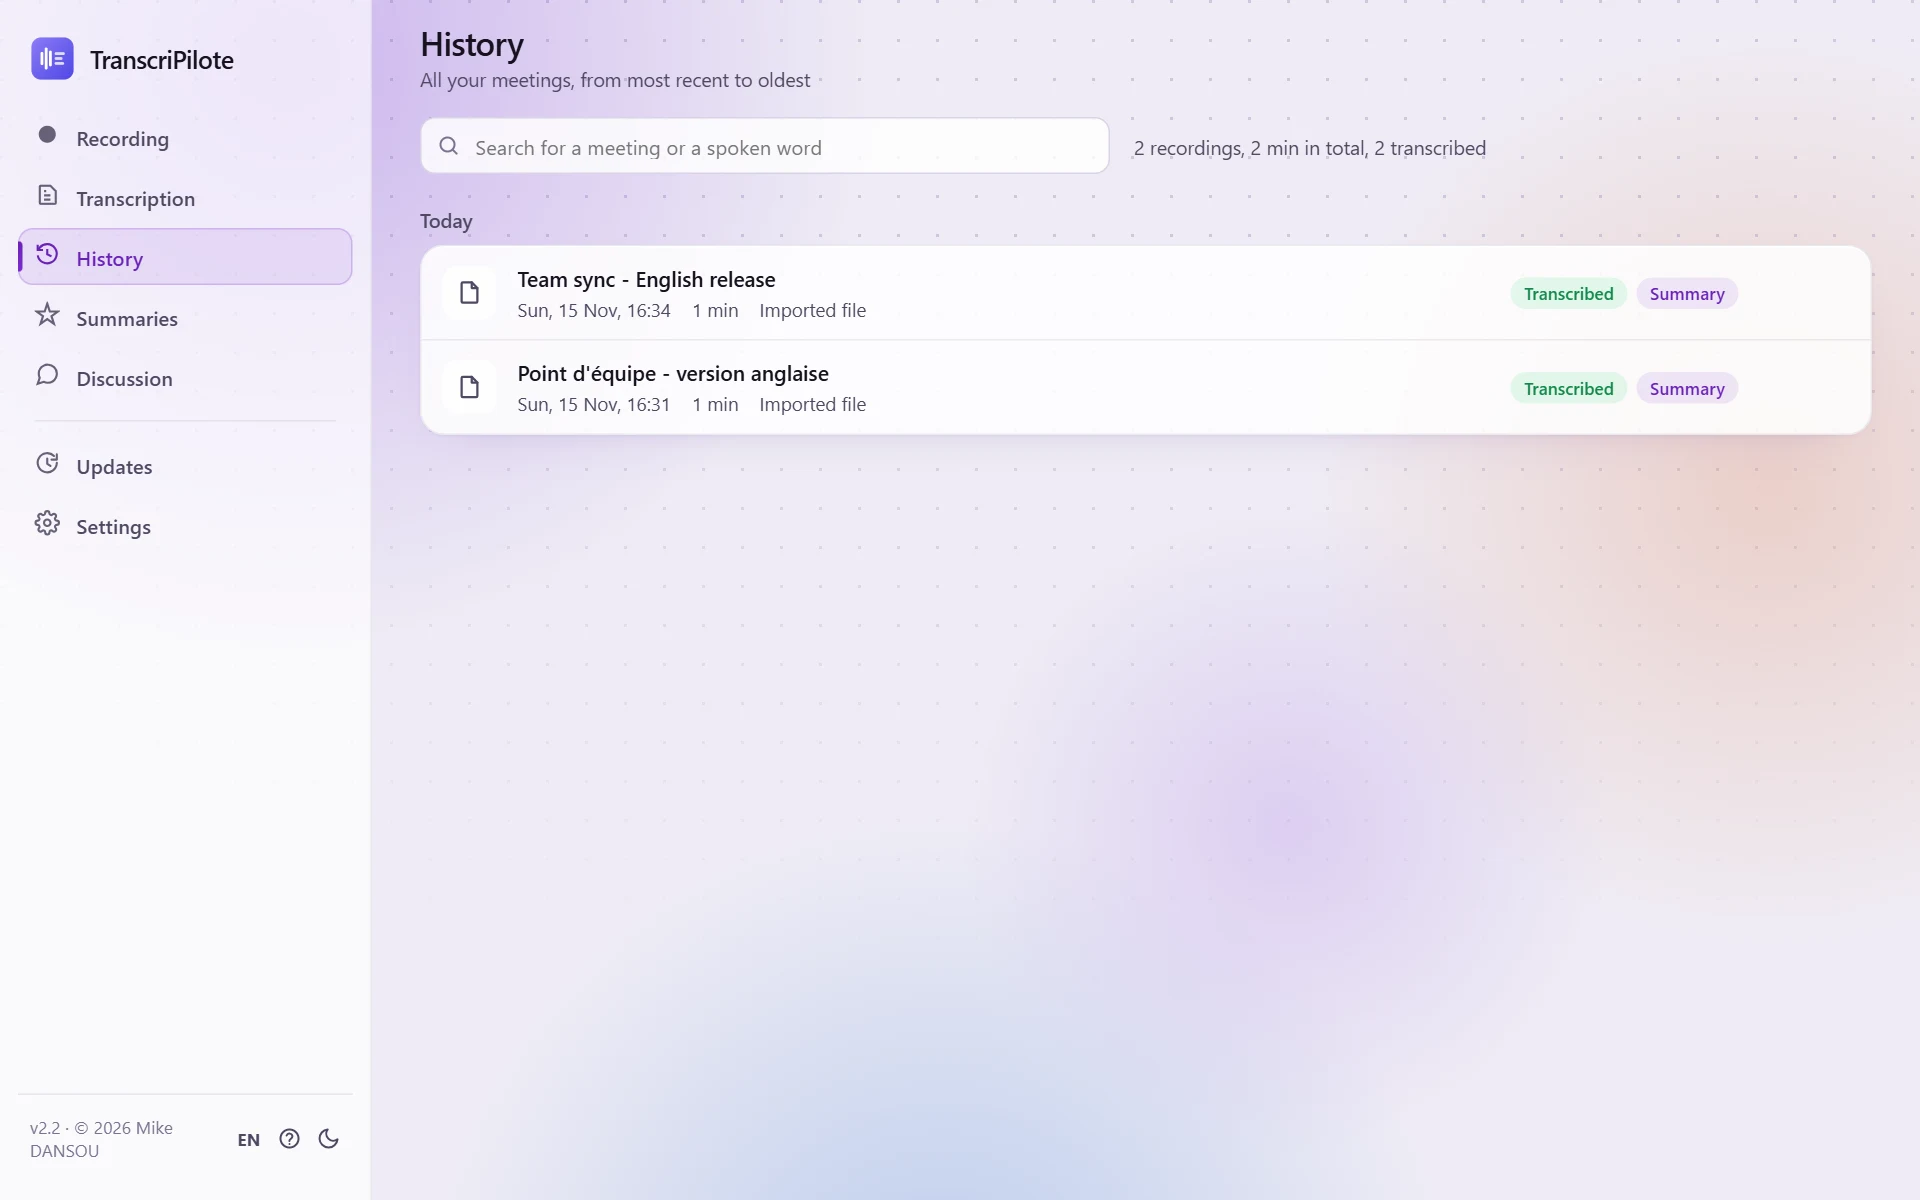 TranscriPilote
Recording
Transcription
History
Summaries
Discussion
Updates
Settings
v2.2 · © 2026 Mike
DANSOU
EN
History
All your meetings, from most recent to oldest
Search for a meeting or a spoken word
2 recordings, 2 min in total, 2 transcribed
Today
Team sync - English release
Sun, 15 Nov, 16:34 1 min Imported file
Transcribed Summary
Point d'équipe - version anglaise
Sun, 15 Nov, 16:31 1 min Imported file
Transcribed Summary